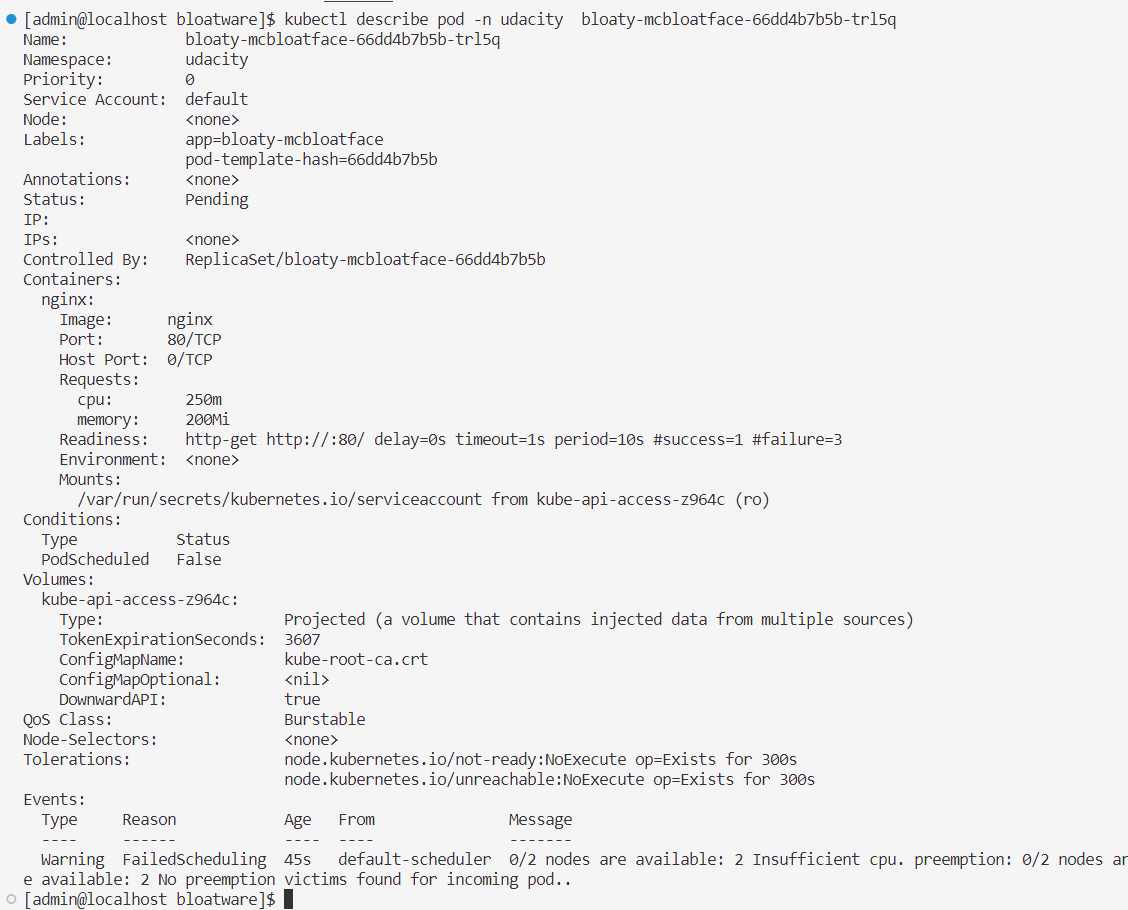 [admin@localhost bloatware]$ kubectl describe pod -n udacity  bloaty-mcbloatface-66dd4b7b5b-trl5q
Name:             bloaty-mcbloatface-66dd4b7b5b-trl5q
Namespace:        udacity
Priority:         0
Service Account:  default
Node:             <none>
Labels:           app=bloaty-mcbloatface
                  pod-template-hash=66dd4b7b5b
Annotations:      <none>
Status:           Pending
IP:
IPs:              <none>
Controlled By:    ReplicaSet/bloaty-mcbloatface-66dd4b7b5b
Containers:
  nginx:
    Image:      nginx
    Port:       80/TCP
    Host Port:  0/TCP
    Requests:
      cpu:        250m
      memory:     200Mi
    Readiness:    http-get http://:80/ delay=0s timeout=1s period=10s #success=1 #failure=3
    Environment:  <none>
    Mounts:
      /var/run/secrets/kubernetes.io/serviceaccount from kube-api-access-z964c (ro)
Conditions:
  Type           Status
  PodScheduled   False
Volumes:
  kube-api-access-z964c:
    Type:                    Projected (a volume that contains injected data from multiple sources)
    TokenExpirationSeconds:  3607
    ConfigMapName:           kube-root-ca.crt
    ConfigMapOptional:       <nil>
    DownwardAPI:             true
QoS Class:                   Burstable
Node-Selectors:              <none>
Tolerations:                 node.kubernetes.io/not-ready:NoExecute op=Exists for 300s
                             node.kubernetes.io/unreachable:NoExecute op=Exists for 300s
Events:
  Type     Reason            Age   From               Message
  ----     ------            ----  ----               -------
  Warning  FailedScheduling  45s   default-scheduler  0/2 nodes are available: 2 Insufficient cpu. preemption: 0/2 nodes ar
e available: 2 No preemption victims found for incoming pod..
[admin@localhost bloatware]$